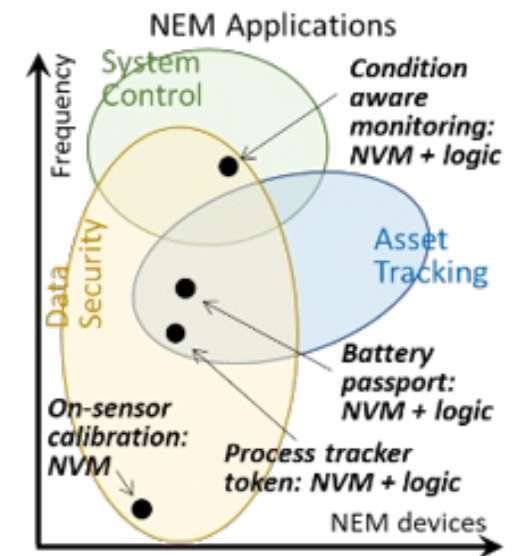 NEM Applications
System
Control
Condition
aware
monitoring:
NVM + logic
Frequency
Asset
Tracking
Data
Security
Battery
passport:
NVM + logic
On-sensor
calibration:
NVM
Process tracker
token: NVM + logic
NEM devices